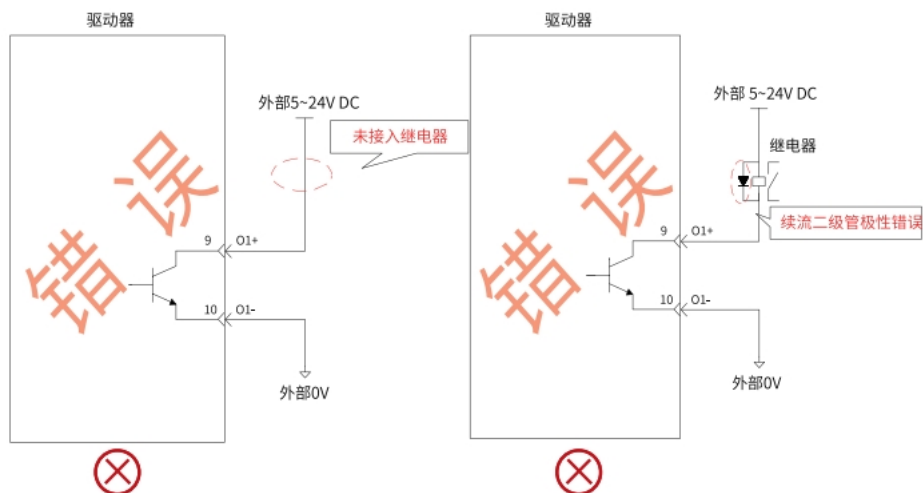 驱动器
外部5~24V DC
未接入继电器
错误
9
O1+
10
O1-
外部0V
驱动器
外部 5~24V DC
继电器
续流二级管极性错误
错误
9
O1+
10
O1-
外部0V